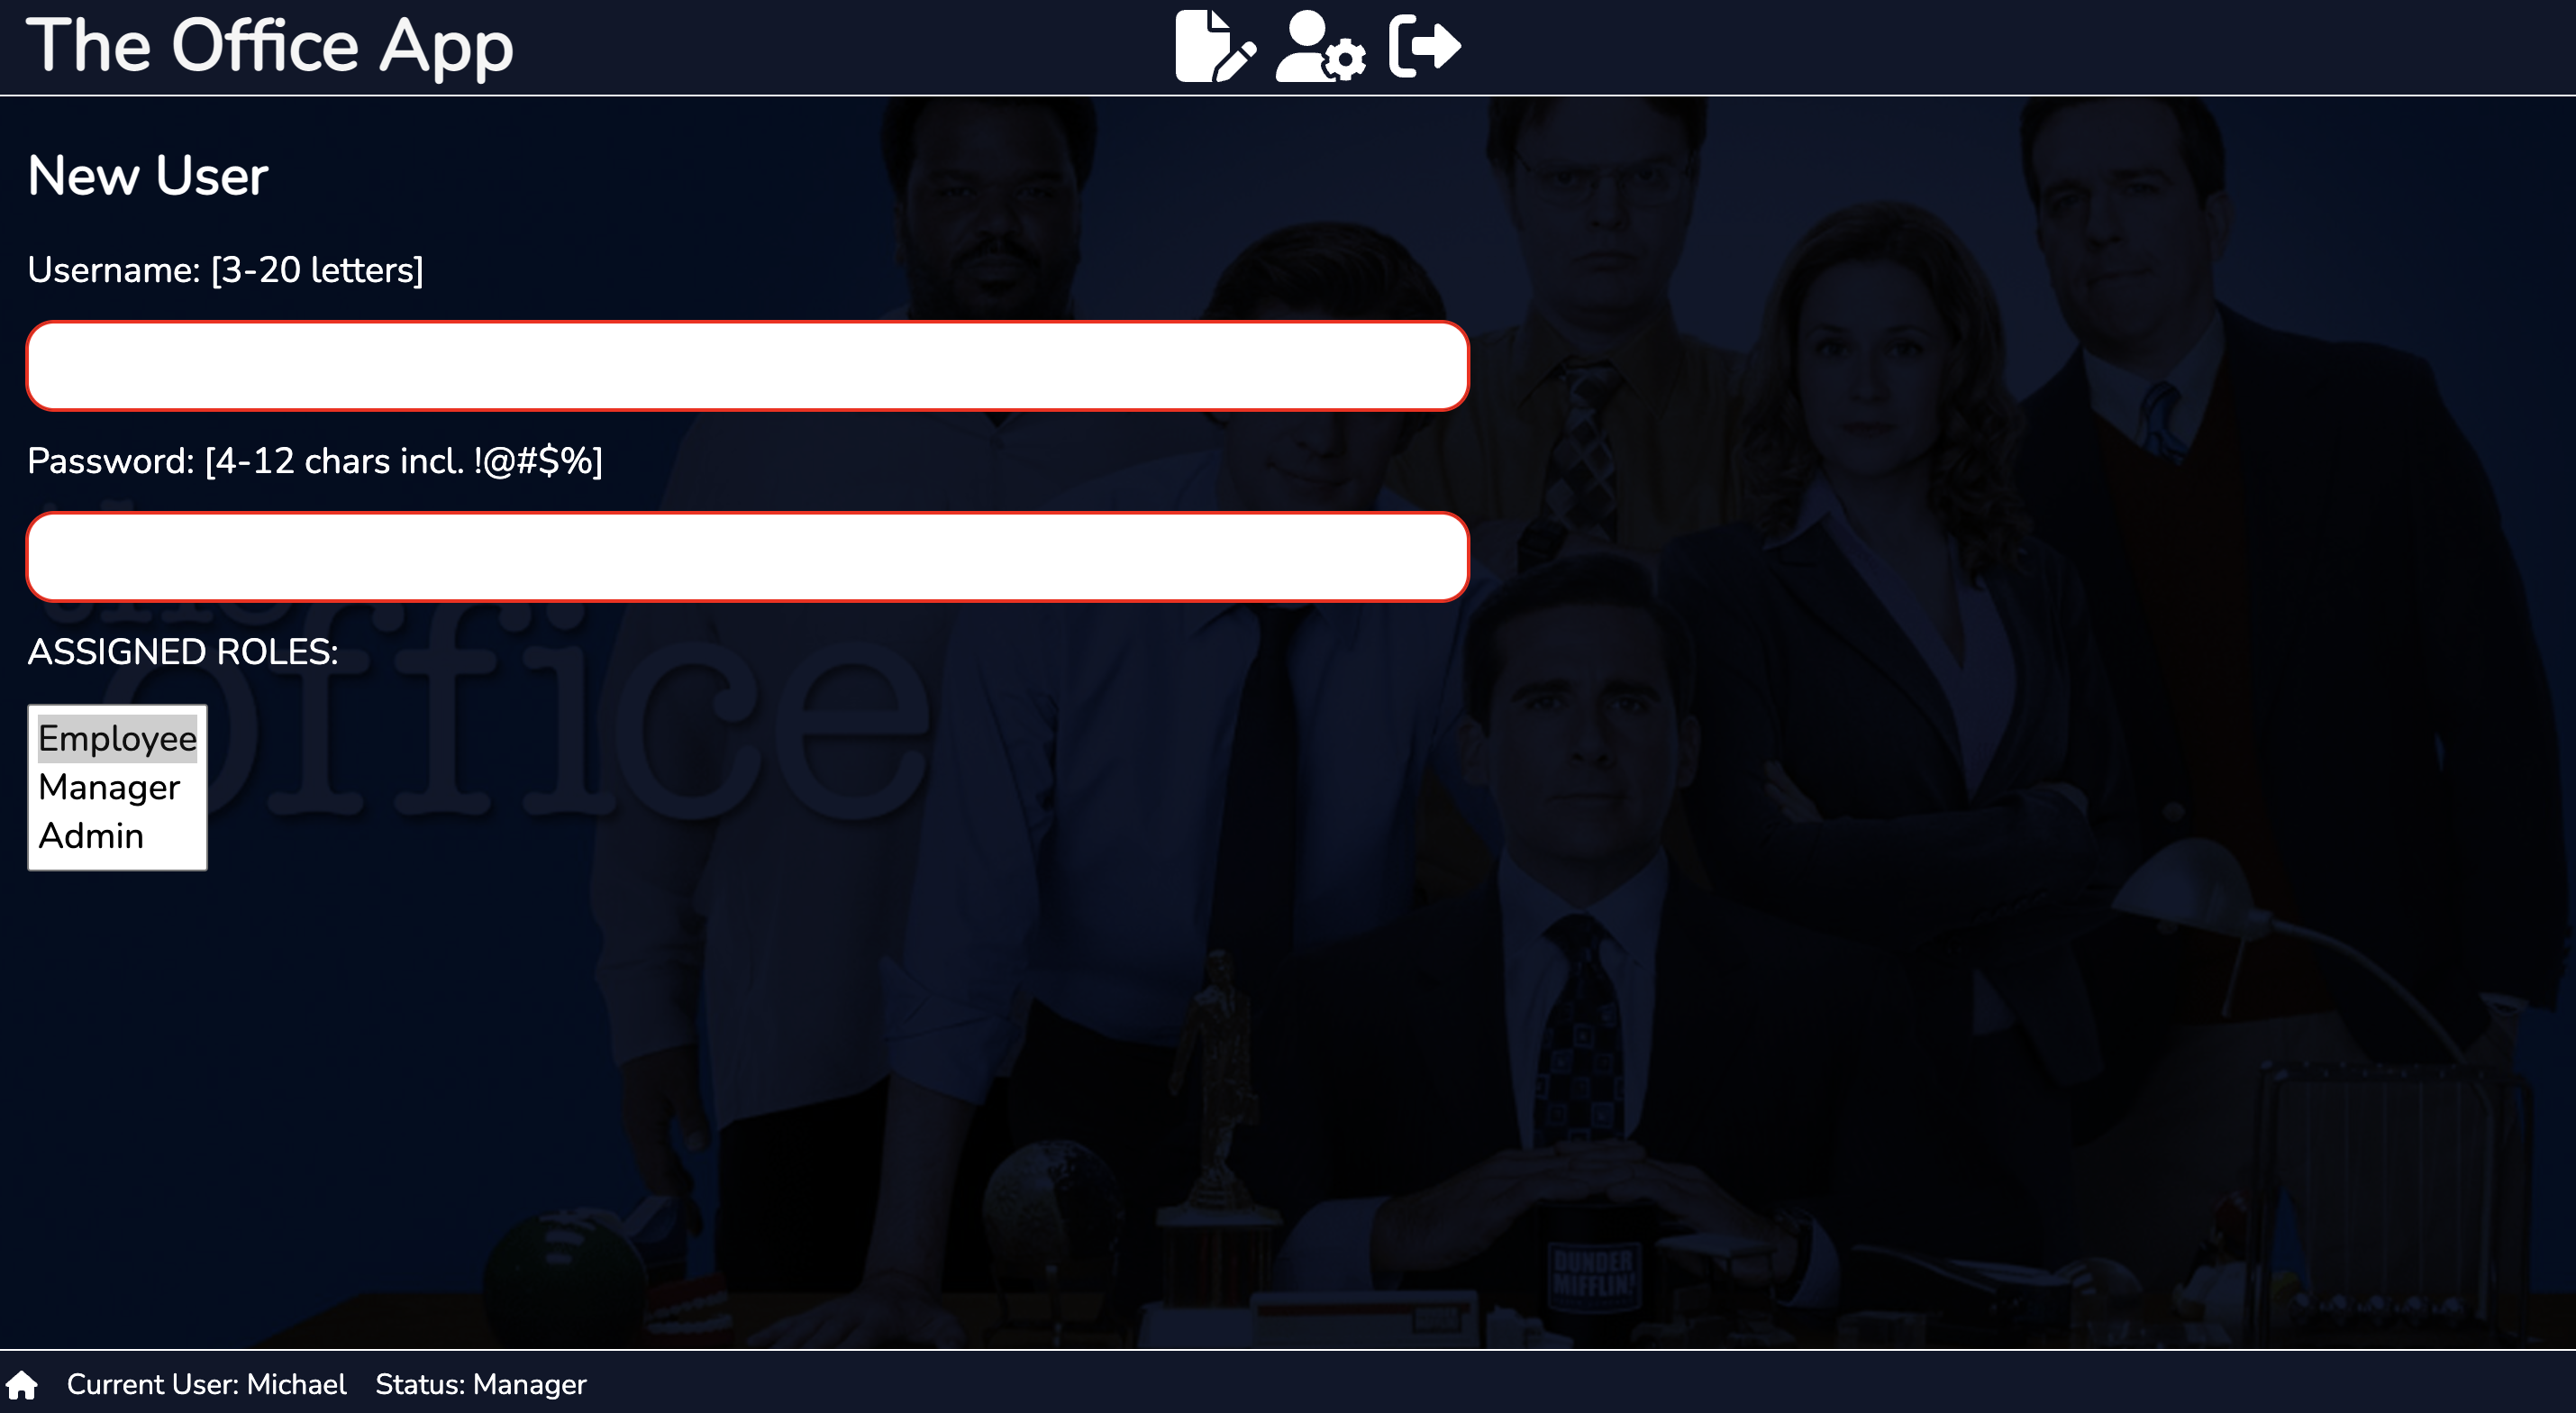 The Office App
New User
Username: [3-20 letters]
Password: [4-12 chars incl. !@#$%]
the
office
ASSIGNED ROLES:
Employee
Manager
Admin
DUNDER
MIFFLIN
Current User: Michael Status: Manager